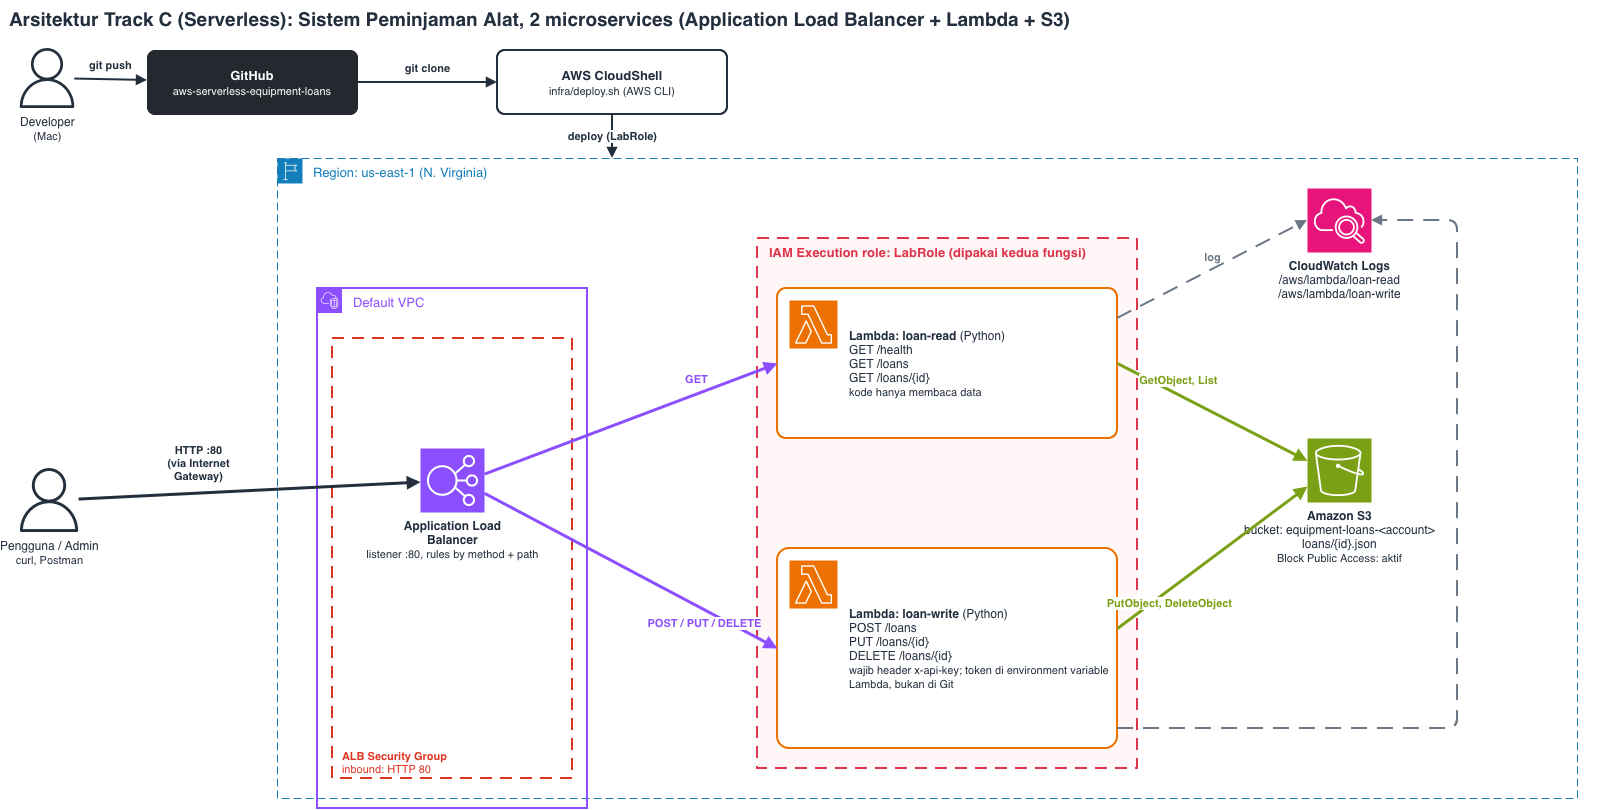 Arsitektur Track C (Serverless): Sistem Peminjaman Alat, 2 microservices (Application Load Balancer + Lambda + S3)
git push
GitHub
aws-serverless-equipment-loans
git clone
AWS CloudShell
infra/deploy.sh (AWS CLI)
Developer
(Mac)
deploy (LabRole)
Region: us-east-1 (N. Virginia)
IAM Execution role: LabRole (dipakai kedua fungsi)
log
CloudWatch Logs
/aws/lambda/loan-read
/aws/lambda/loan-write
Default VPC
Lambda: loan-read (Python)
GET /health
GET /loans
GET /loans/{id}
kode hanya membaca data
GET
GetObject, List
HTTP :80
(via Internet
Gateway)
Pengguna / Admin
curl, Postman
Application Load
Balancer
listener :80, rules by method + path
Amazon S3
bucket: equipment-loans-<account>
loans/{id}.json
Block Public Access: aktif
POST / PUT / DELETE
Lambda: loan-write (Python)
POST /loans
PUT /loans/{id}
DELETE /loans/{id}
wajib header x-api-key; token di environment variable
Lambda, bukan di Git
PutObject, DeleteObject
ALB Security Group
inbound: HTTP 80